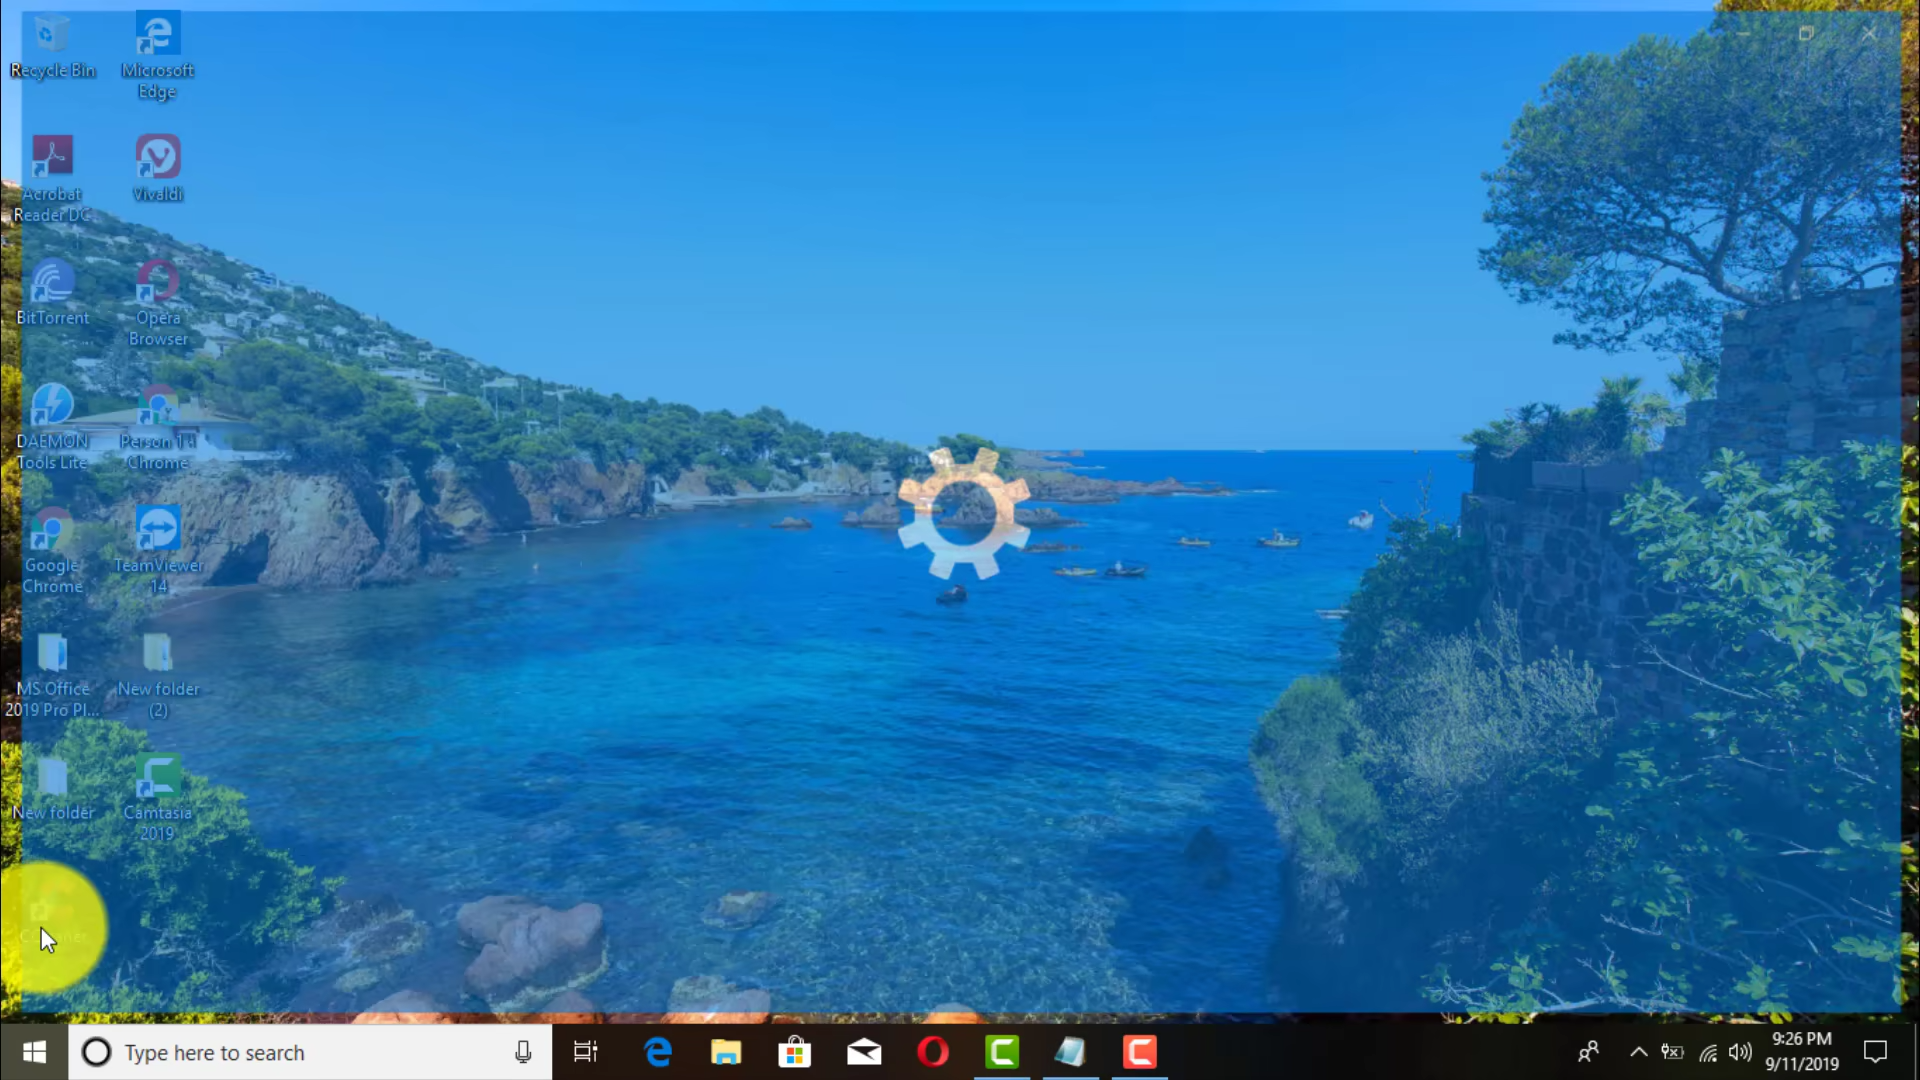 Recycle Bin
Microsoft
Edge
Acrobat
Reader DC
Vivaldi
BitTorrent
Opera
Browser
DAEMON
Tools Lite
Person 1 -
Chrome
Google
Chrome
TeamViewer
14
MS Office
2019 Pro Pl...
New folder
(2)
New folder
Camtasia
2019
Type here to search
9:26 PM
9/11/2019